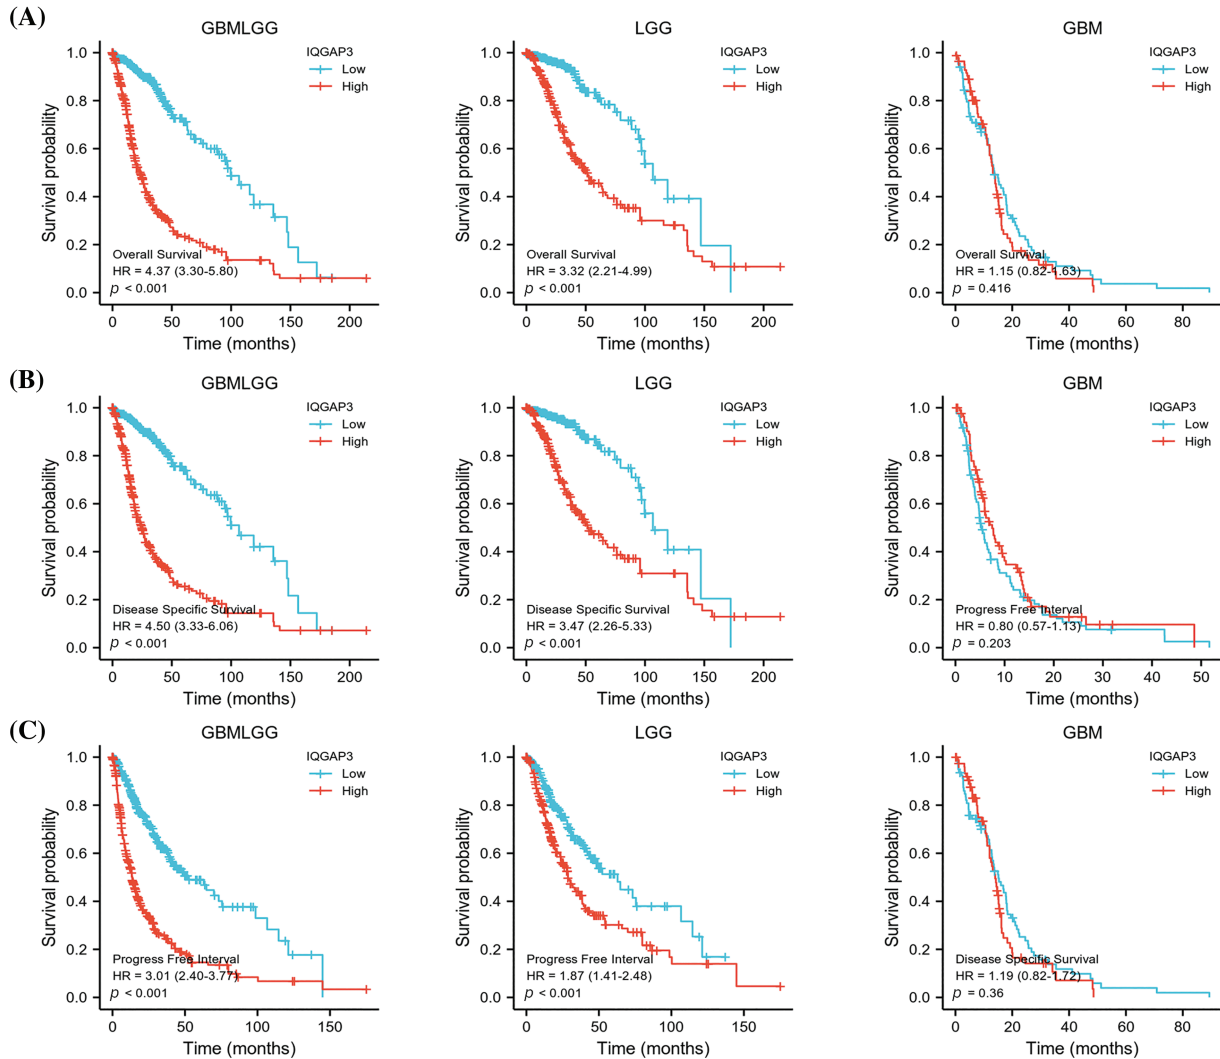 (A)
GBMLGG
IQGAP3
Low
High
Survival probability
1.0
0.8
0.6
0.4
0.2
0.0
Overall Survival
HR = 4.37 (3.30-5.80)
p < 0.001
0 50 100 150 200
Time (months)
LGG
IQGAP3
Low
High
Survival probability
1.0
0.8
0.6
0.4
0.2
0.0
Overall Survival
HR = 3.32 (2.21-4.99)
p < 0.001
0 50 100 150 200
Time (months)
GBM
IQGAP3
Low
High
Survival probability
1.0
0.8
0.6
0.4
0.2
0.0
Overall Survival
HR = 1.15 (0.82-1.63)
p = 0.416
0 20 40 60 80
Time (months)
(B)
GBMLGG
IQGAP3
Low
High
Survival probability
1.0
0.8
0.6
0.4
0.2
0.0
Disease Specific Survival
HR = 4.50 (3.33-6.06)
p < 0.001
0 50 100 150 200
Time (months)
LGG
IQGAP3
Low
High
Survival probability
1.0
0.8
0.6
0.4
0.2
0.0
Disease Specific Survival
HR = 3.47 (2.26-5.33)
p < 0.001
0 50 100 150 200
Time (months)
GBM
IQGAP3
Low
High
Survival probability
1.0
0.8
0.6
0.4
0.2
0.0
Progress Free Interval
HR = 0.80 (0.57-1.13)
p = 0.203
0 10 20 30 40 50
Time (months)
(C)
GBMLGG
IQGAP3
Low
High
Survival probability
1.0
0.8
0.6
0.4
0.2
0.0
Progress Free Interval
HR = 3.01 (2.40-3.77)
p < 0.001
0 50 100 150
Time (months)
LGG
IQGAP3
Low
High
Survival probability
1.0
0.8
0.6
0.4
0.2
0.0
Progress Free Interval
HR = 1.87 (1.41-2.48)
p < 0.001
0 50 100 150
Time (months)
GBM
IQGAP3
Low
High
Survival probability
1.0
0.8
0.6
0.4
0.2
0.0
Disease Specific Survival
HR = 1.19 (0.82-1.72)
p = 0.36
0 20 40 60 80
Time (months)